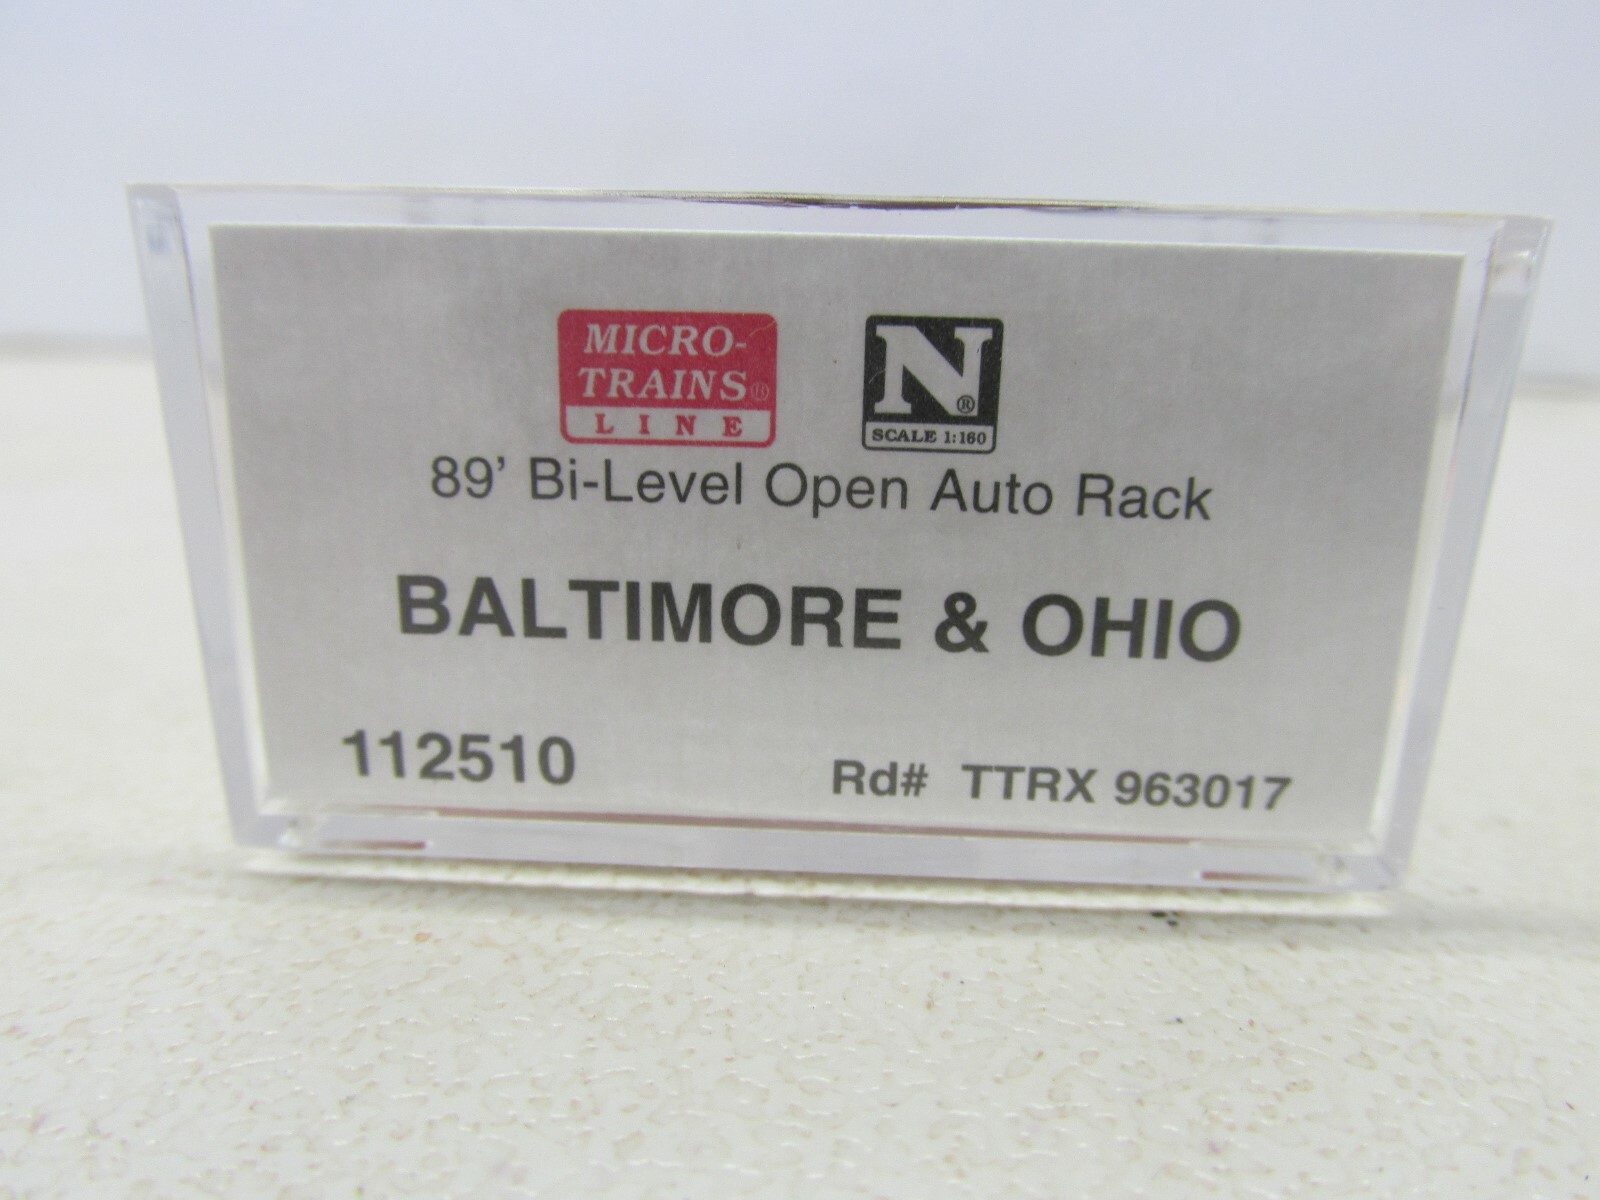 MICRO-
TRAINS®
LINE
N®
SCALE 1:160
89' Bi-Level Open Auto Rack
BALTIMORE & OHIO
112510 Rd# TTRX 963017